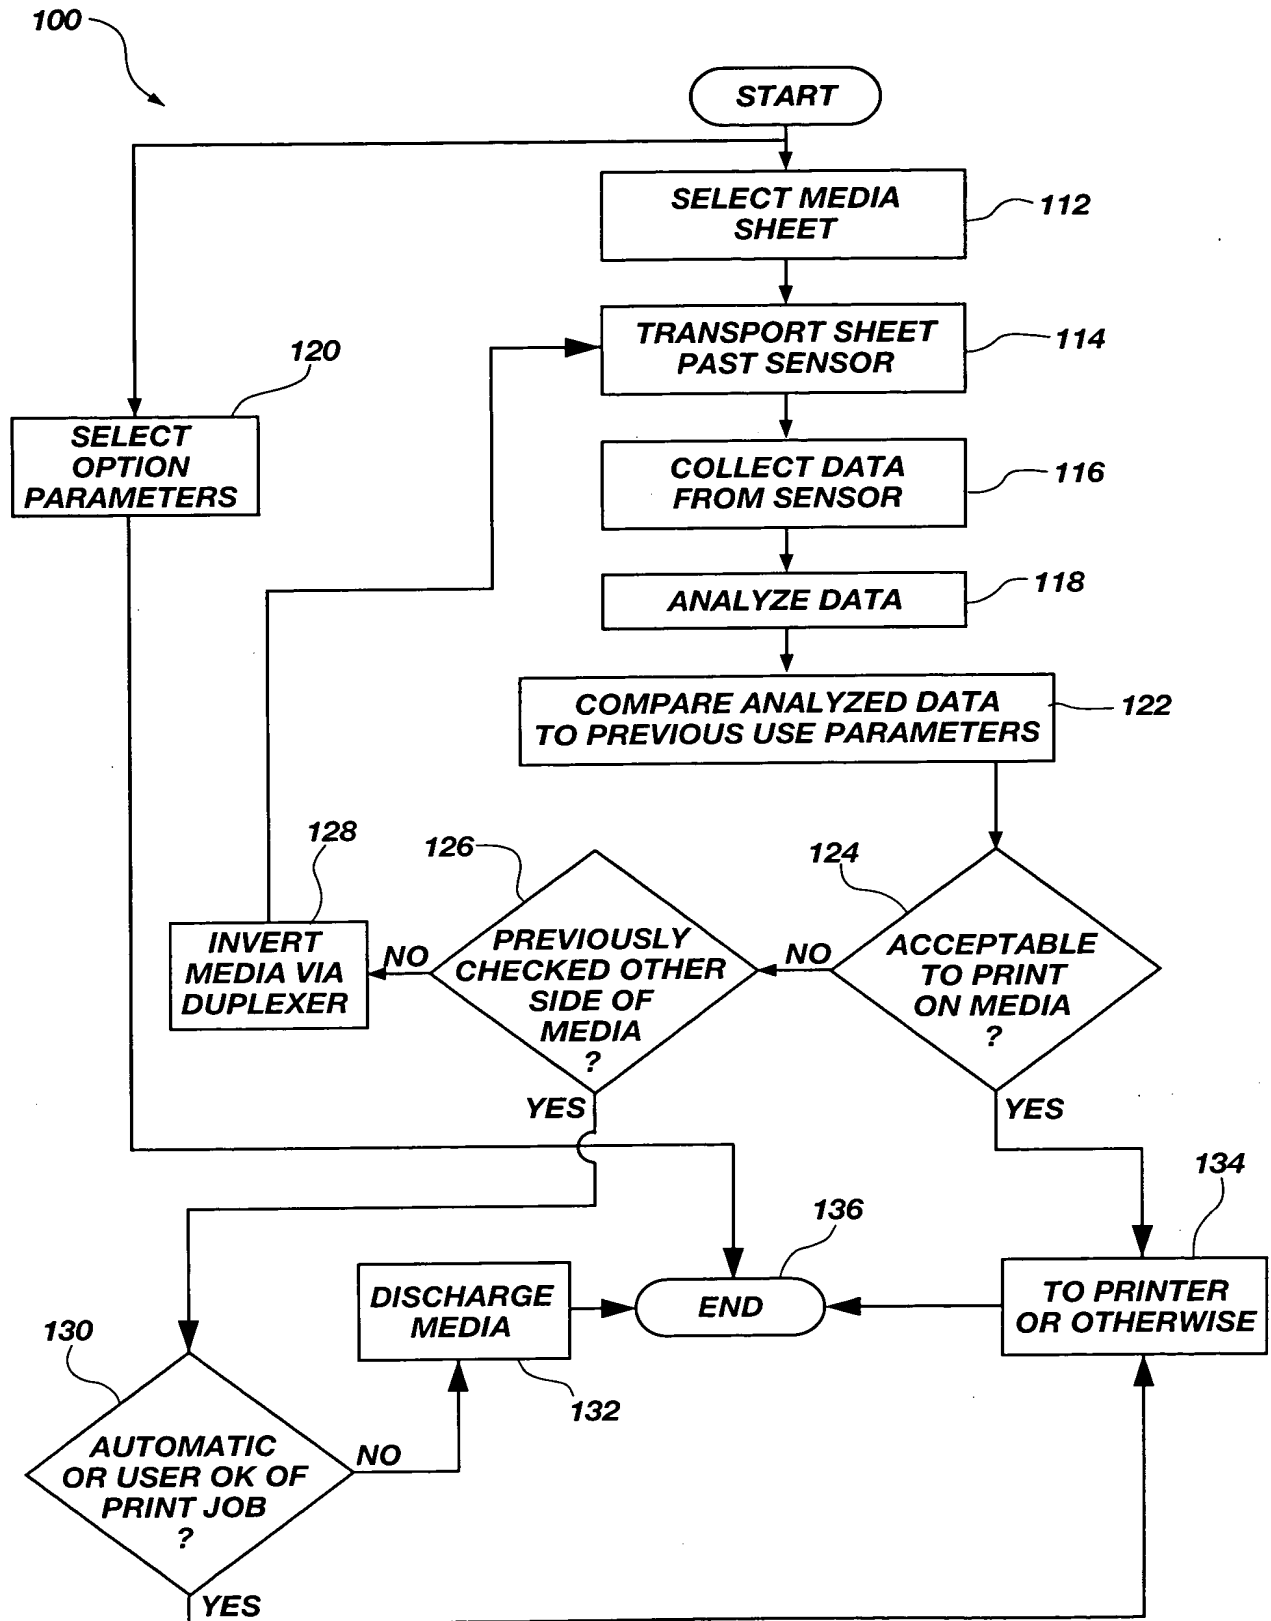 100
START
SELECT MEDIA
SHEET
112
TRANSPORT SHEET
PAST SENSOR
114
120
SELECT
OPTION
PARAMETERS
COLLECT DATA
FROM SENSOR
116
ANALYZE DATA
118
COMPARE ANALYZED DATA
TO PREVIOUS USE PARAMETERS
122
128
INVERT
MEDIA VIA
DUPLEXER
NO
126
PREVIOUSLY
CHECKED OTHER
SIDE OF
MEDIA
?
NO
124
ACCEPTABLE
TO PRINT
ON MEDIA
?
YES
YES
134
136
DISCHARGE
MEDIA
END
TO PRINTER
OR OTHERWISE
130
132
AUTOMATIC
OR USER OK OF
PRINT JOB
?
NO
YES